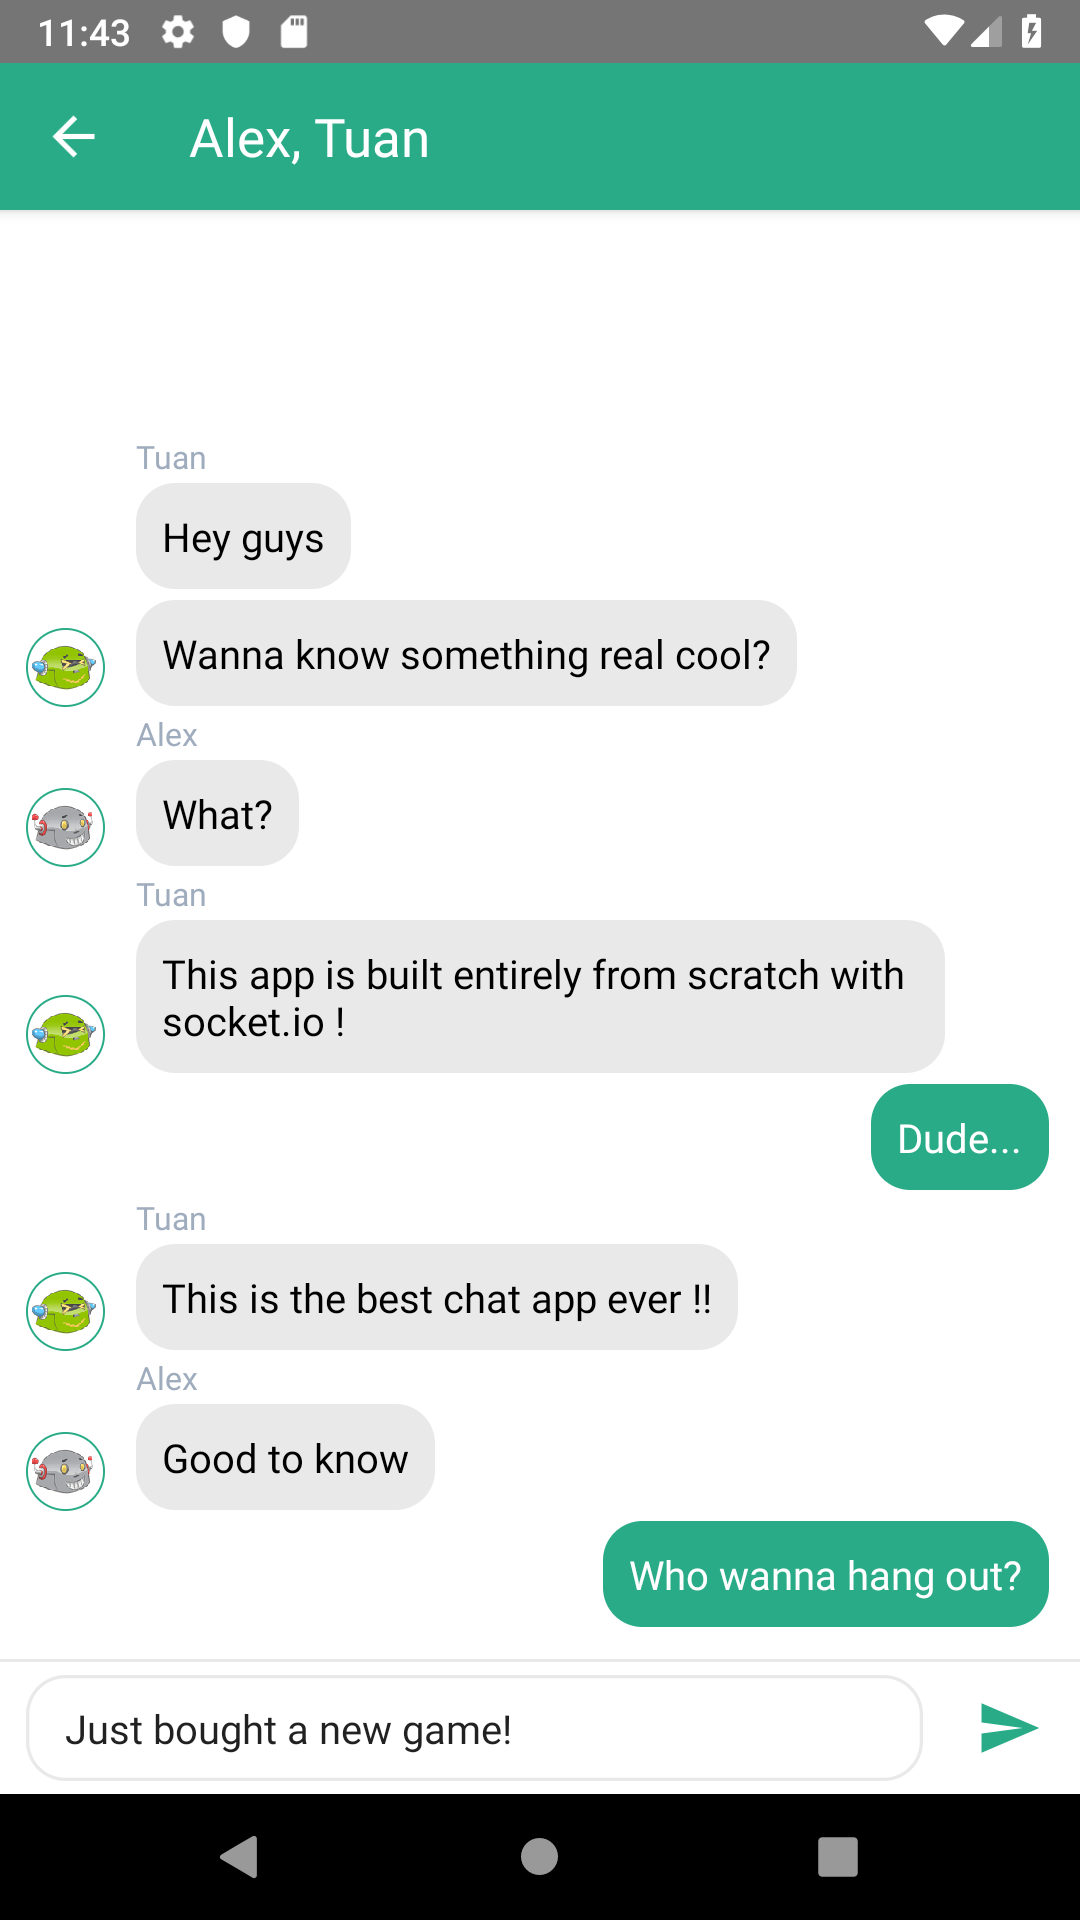 11:43
Alex, Tuan
Tuan
Hey guys
Wanna know something real cool?
Alex
What?
Tuan
This app is built entirely from scratch with
socket.io !
Dude...
Tuan
This is the best chat app ever !!
Alex
Good to know
Who wanna hang out?
Just bought a new game!